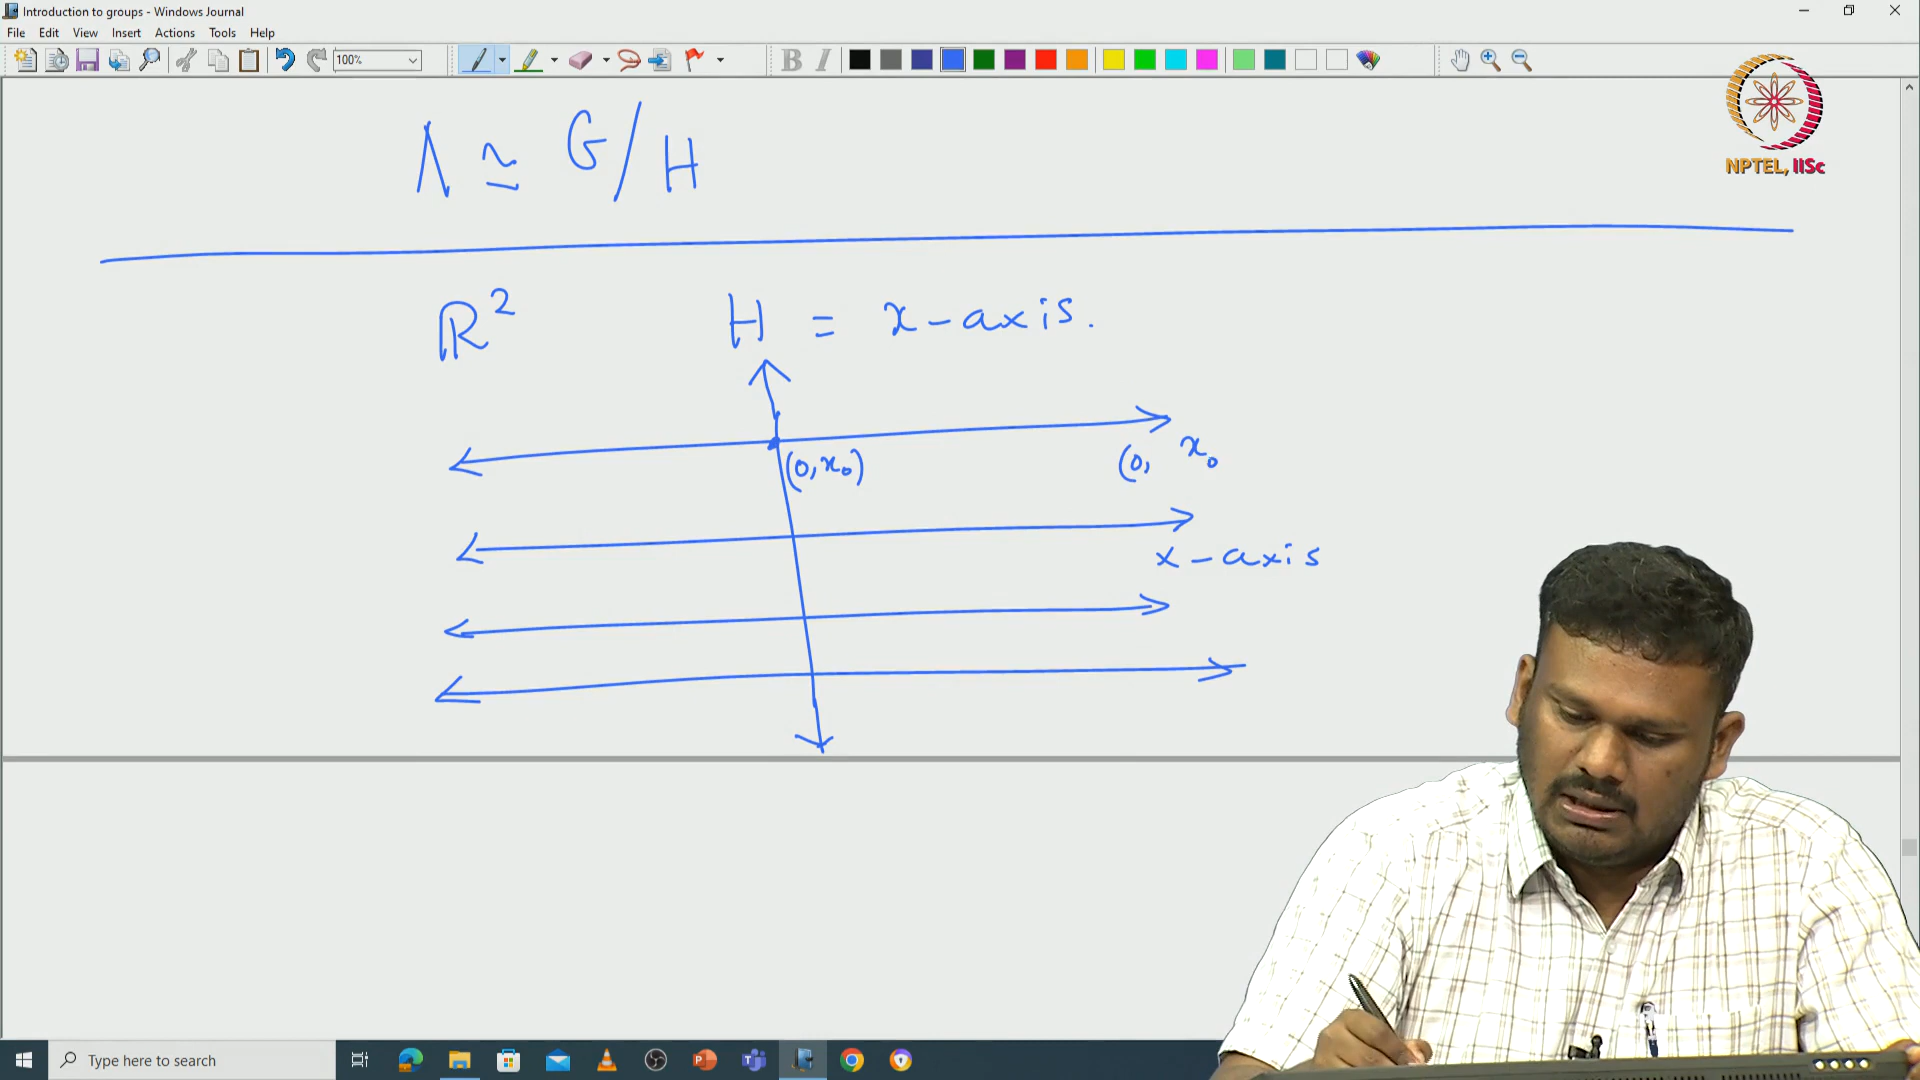 Introduction to groups - Windows Journal
File Edit View Insert Actions Tools Help
100%
B I
NPTEL, IISc
Λ ≃ G/H
ℝ² H = x-axis.
(0, x₀) (0, x₀
x-axis
Type here to search